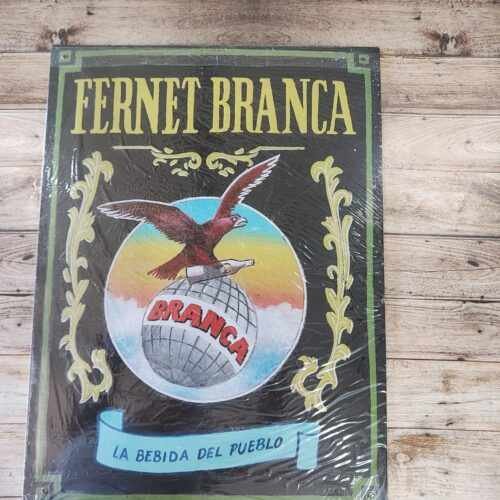 FERNET BRANCA
BRANCA
LA BEBIDA DEL PUEBLO